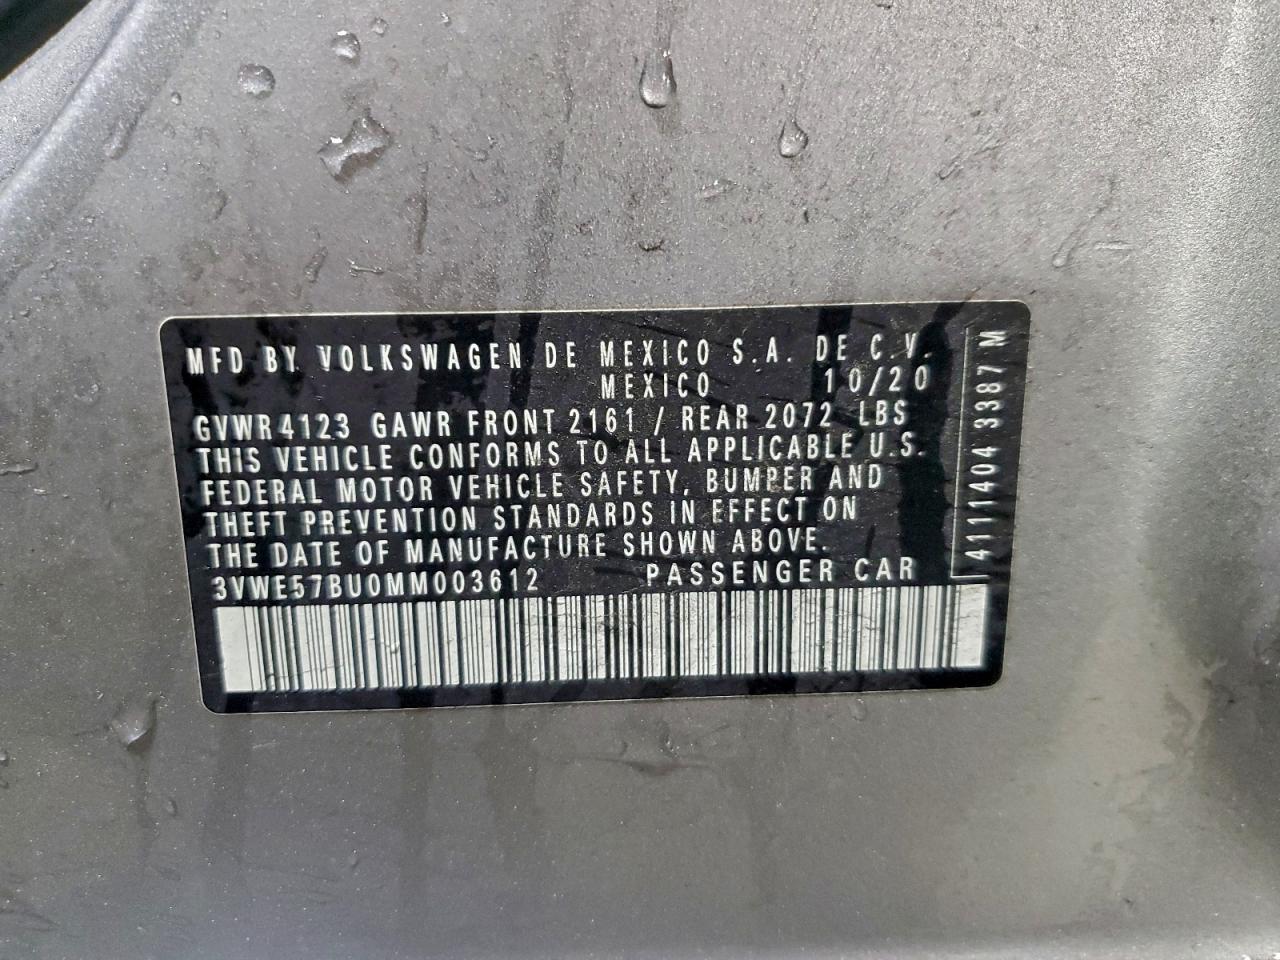 MFD BY VOLKSWAGEN DE MEXICO S.A. DE C.V.
MEXICO 10/20
GVWR 4123 GAWR FRONT 2161 / REAR 2072 LBS
THIS VEHICLE CONFORMS TO ALL APPLICABLE U.S.
FEDERAL MOTOR VEHICLE SAFETY, BUMPER AND
THEFT PREVENTION STANDARDS IN EFFECT ON
THE DATE OF MANUFACTURE SHOWN ABOVE.
3VWE57BU0MM003612 PASSENGER CAR
4111404 3387 M